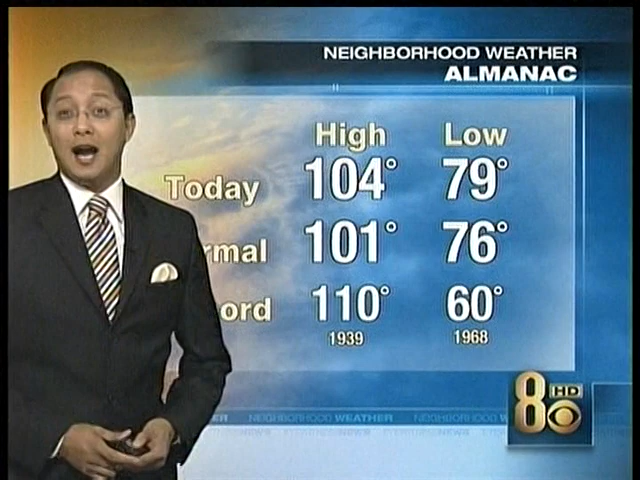 NEIGHBORHOOD WEATHER
ALMANAC
High Low
Today 104° 79°
rmal 101° 76°
ord 110° 60°
1939 1968
8 HD
NEIGHBORHOOD WEATHER NEIGHBORHOOD W